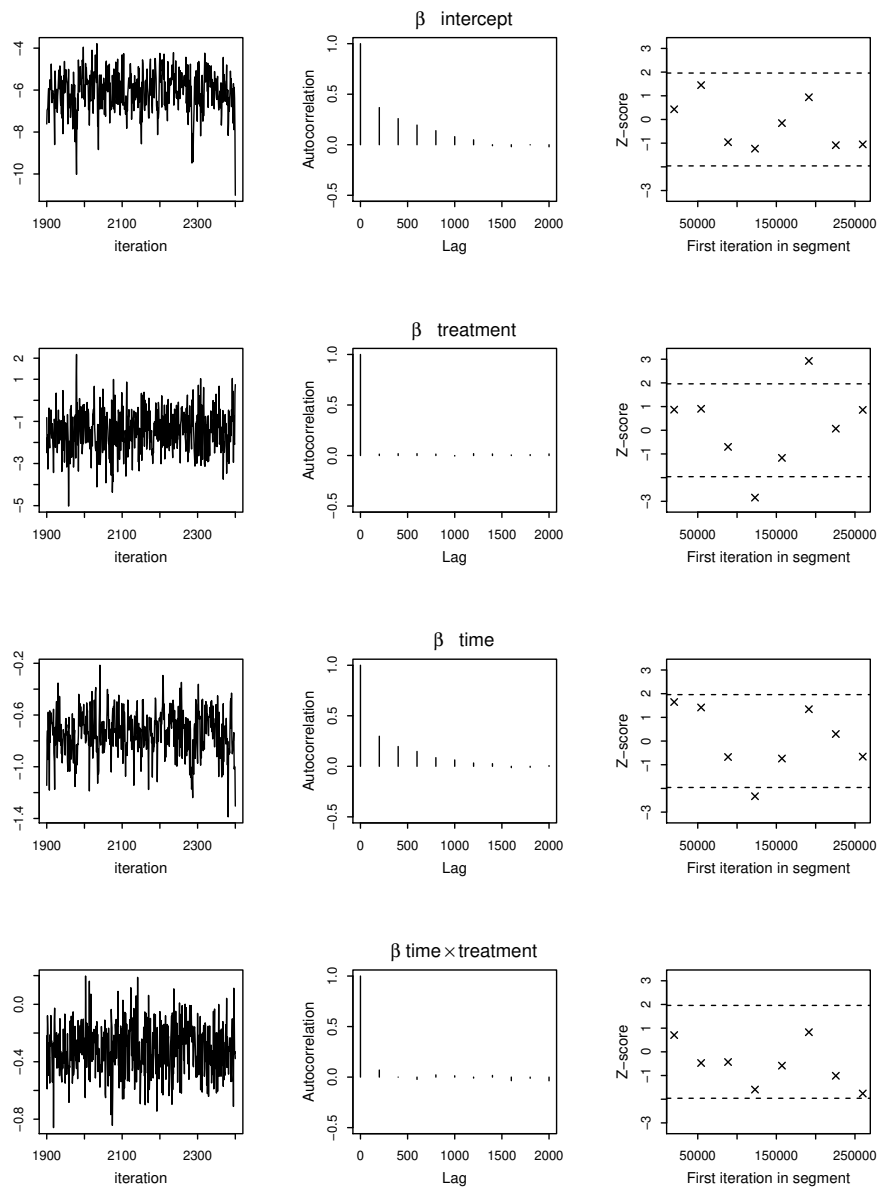 β intercept
−4
−6
−8
−10
1900 2100 2300
iteration
1.0
0.5
0.0
−0.5
Autocorrelation
0 500 1000 1500 2000
Lag
3
2
1
0
−1
−3
Z−score
50000 150000 250000
First iteration in segment
β treatment
2
1
−1
−3
−5
1900 2100 2300
iteration
1.0
0.5
0.0
−0.5
Autocorrelation
0 500 1000 1500 2000
Lag
3
2
1
0
−1
−3
Z−score
50000 150000 250000
First iteration in segment
β time
−0.2
−0.6
−1.0
−1.4
1900 2100 2300
iteration
1.0
0.5
0.0
−0.5
Autocorrelation
0 500 1000 1500 2000
Lag
3
2
1
0
−1
−3
Z−score
50000 150000 250000
First iteration in segment
β time×treatment
0.0
−0.4
−0.8
1900 2100 2300
iteration
1.0
0.5
0.0
−0.5
Autocorrelation
0 500 1000 1500 2000
Lag
3
2
1
0
−1
−3
Z−score
50000 150000 250000
First iteration in segment